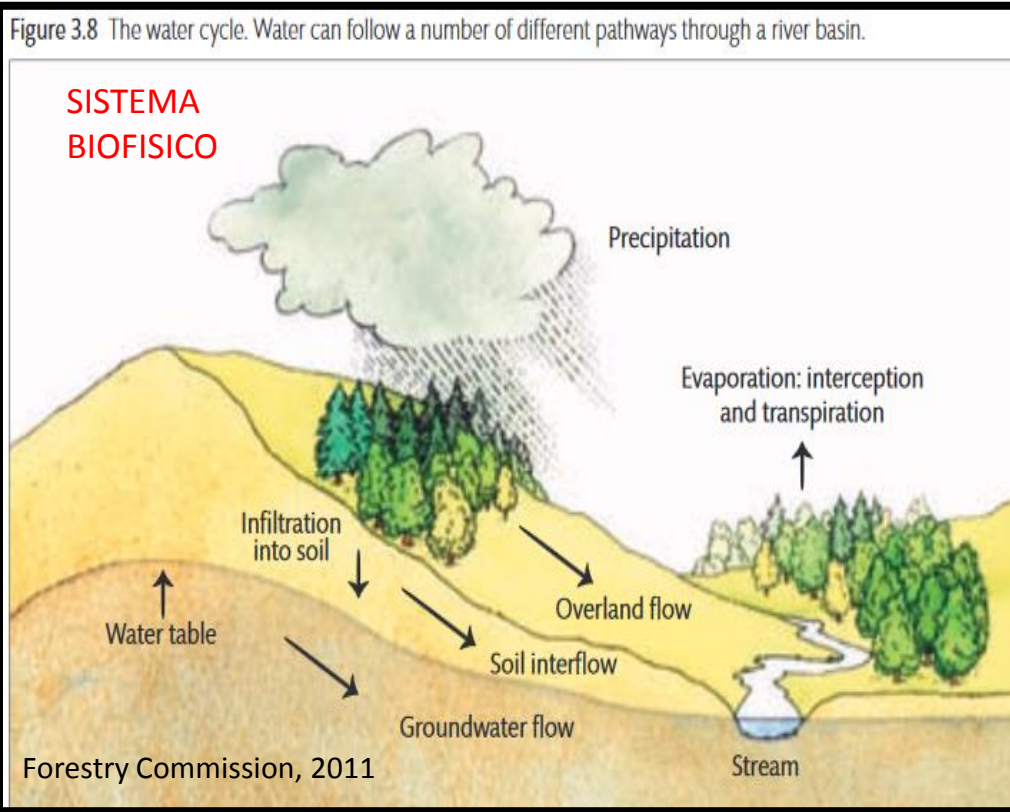 Figure 3.8 The water cycle. Water can follow a number of different pathways through a river basin.
SISTEMA
BIOFISICO
Precipitation
Evaporation: interception
and transpiration
Infiltration
into soil
Overland flow
Water table
Soil interflow
Groundwater flow
Stream
Forestry Commission, 2011